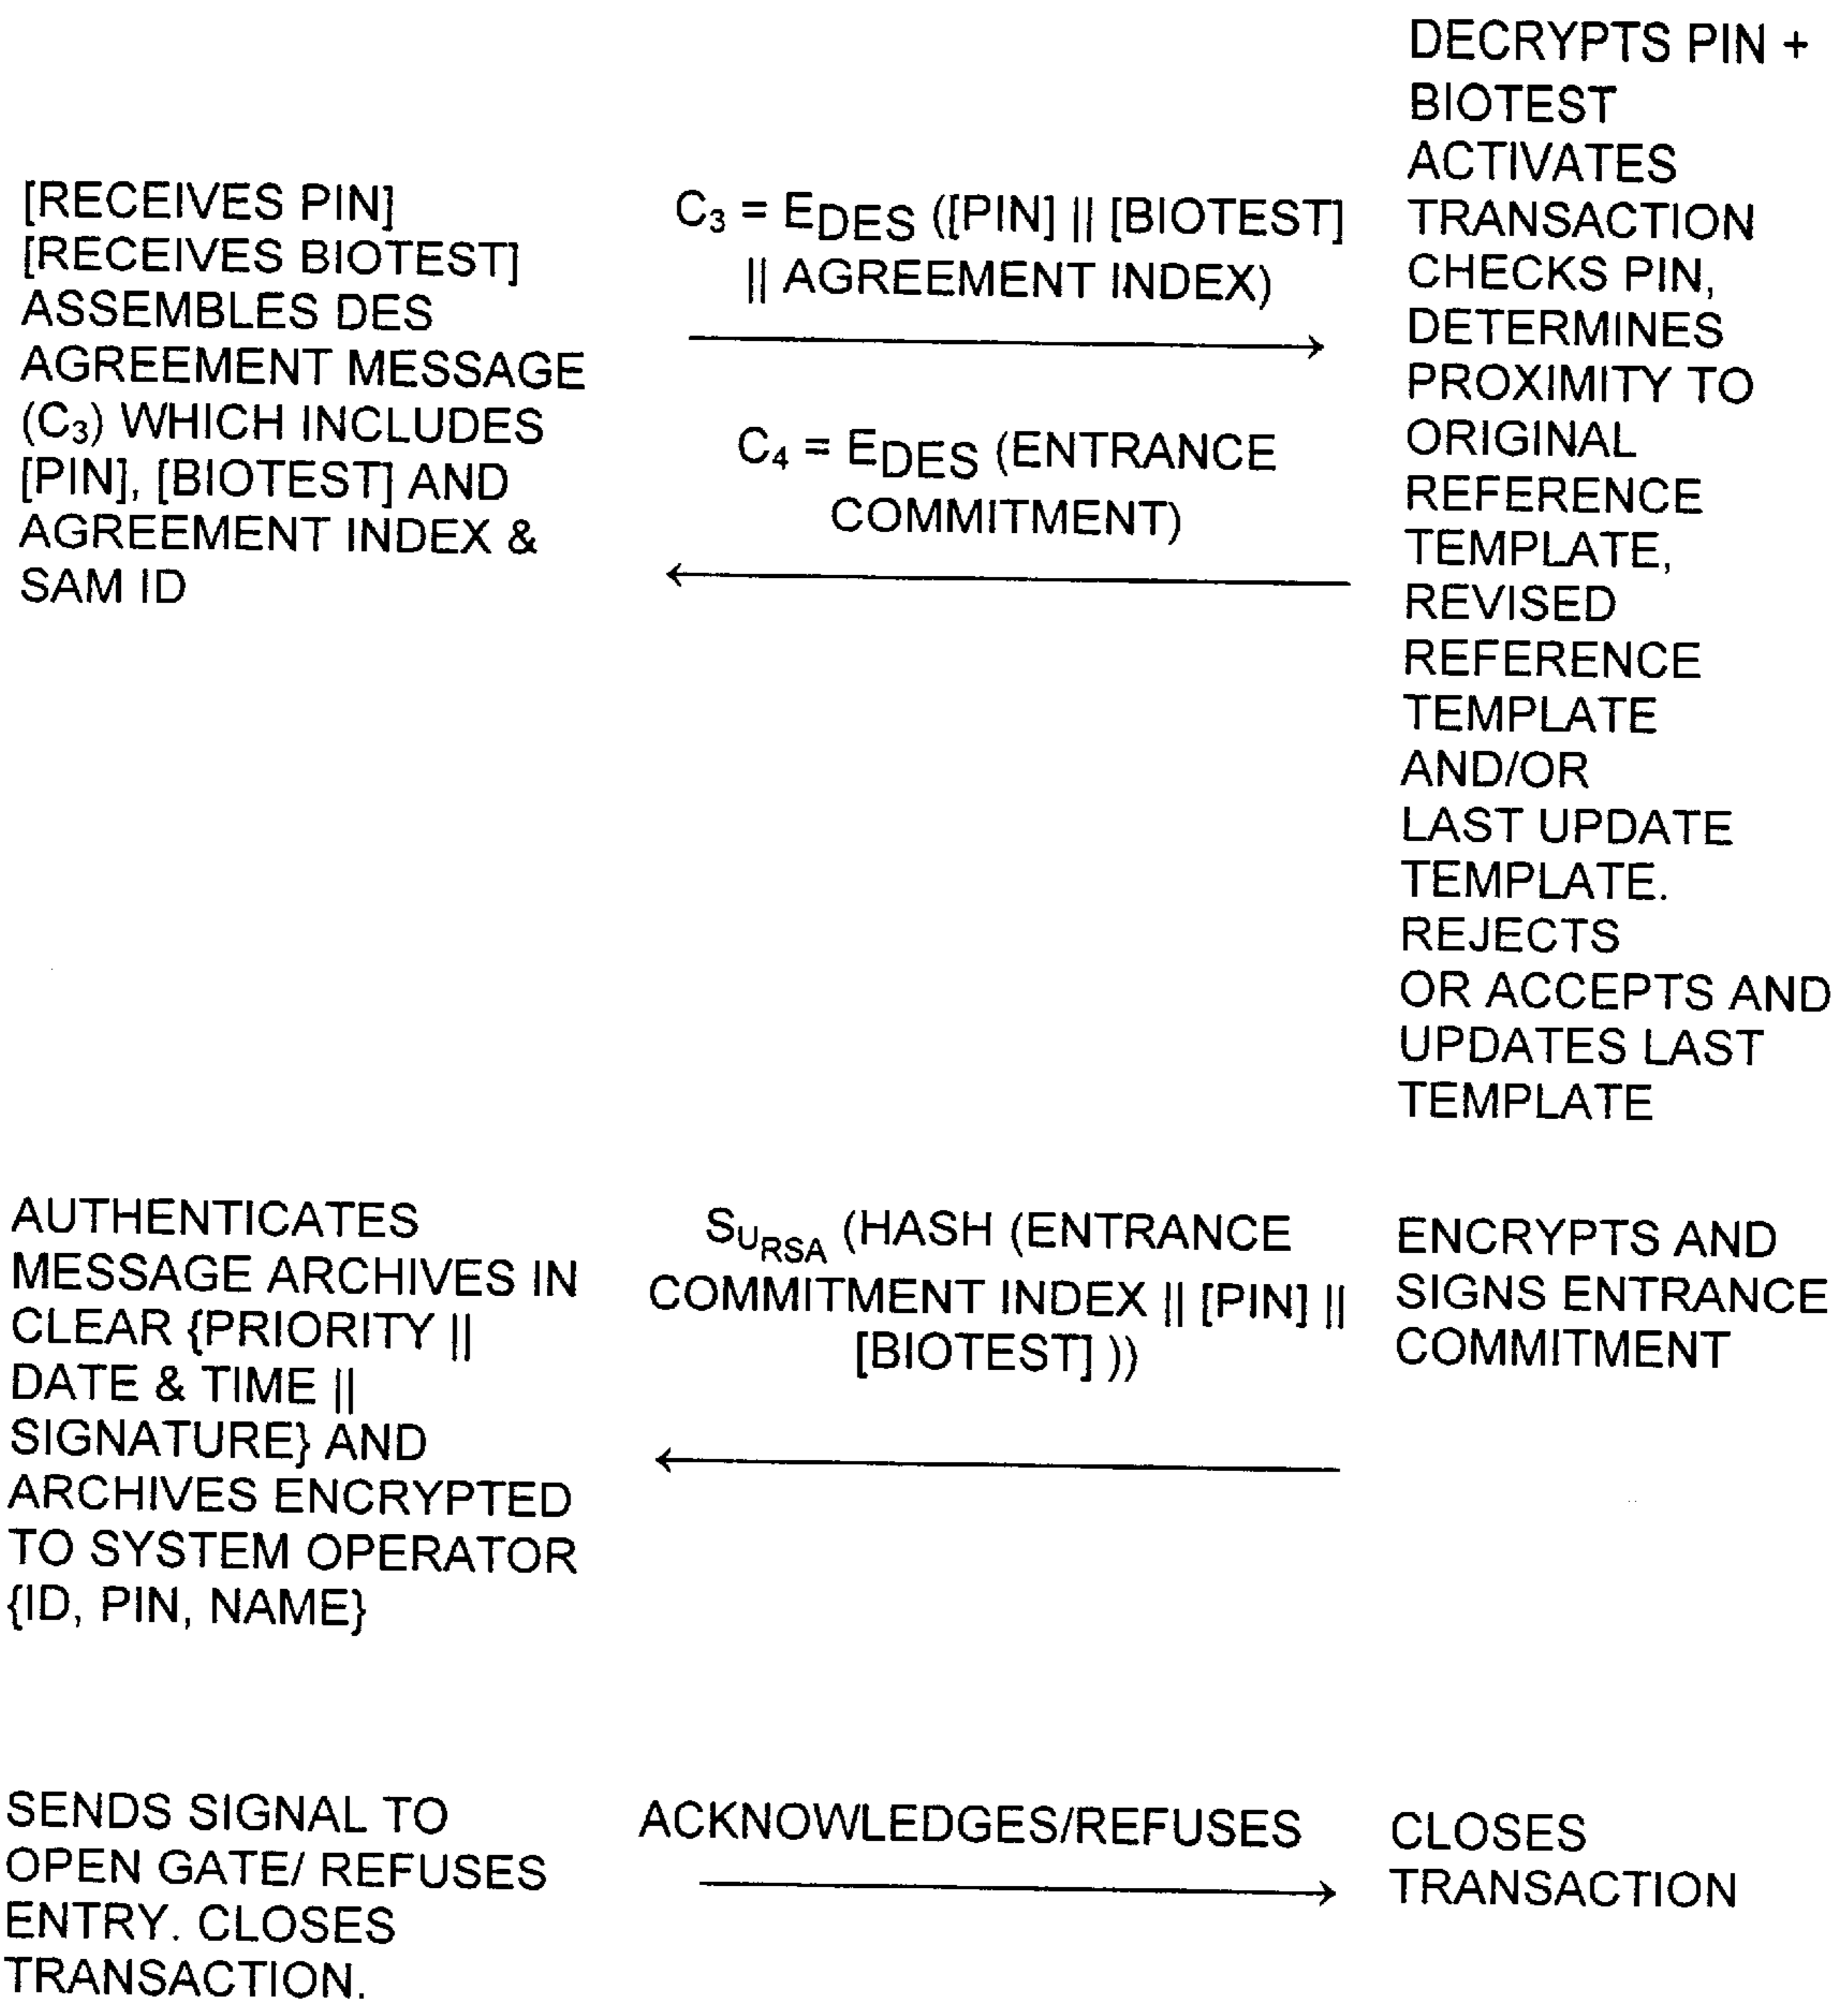 [RECEIVES PIN]
[RECEIVES BIOTEST]
ASSEMBLES DES
AGREEMENT MESSAGE
(C₃) WHICH INCLUDES
[PIN], [BIOTEST] AND
AGREEMENT INDEX &
SAM ID
C₃ = EDES ([PIN] || [BIOTEST]
|| AGREEMENT INDEX)
C₄ = EDES (ENTRANCE
COMMITMENT)
DECRYPTS PIN +
BIOTEST
ACTIVATES
TRANSACTION
CHECKS PIN,
DETERMINES
PROXIMITY TO
ORIGINAL
REFERENCE
TEMPLATE,
REVISED
REFERENCE
TEMPLATE
AND/OR
LAST UPDATE
TEMPLATE.
REJECTS
OR ACCEPTS AND
UPDATES LAST
TEMPLATE
AUTHENTICATES
MESSAGE ARCHIVES IN
CLEAR {PRIORITY ||
DATE & TIME ||
SIGNATURE} AND
ARCHIVES ENCRYPTED
TO SYSTEM OPERATOR
{ID, PIN, NAME}
SURSA (HASH (ENTRANCE
COMMITMENT INDEX || [PIN] ||
[BIOTEST] ))
ENCRYPTS AND
SIGNS ENTRANCE
COMMITMENT
SENDS SIGNAL TO
OPEN GATE/ REFUSES
ENTRY. CLOSES
TRANSACTION.
ACKNOWLEDGES/REFUSES
CLOSES
TRANSACTION